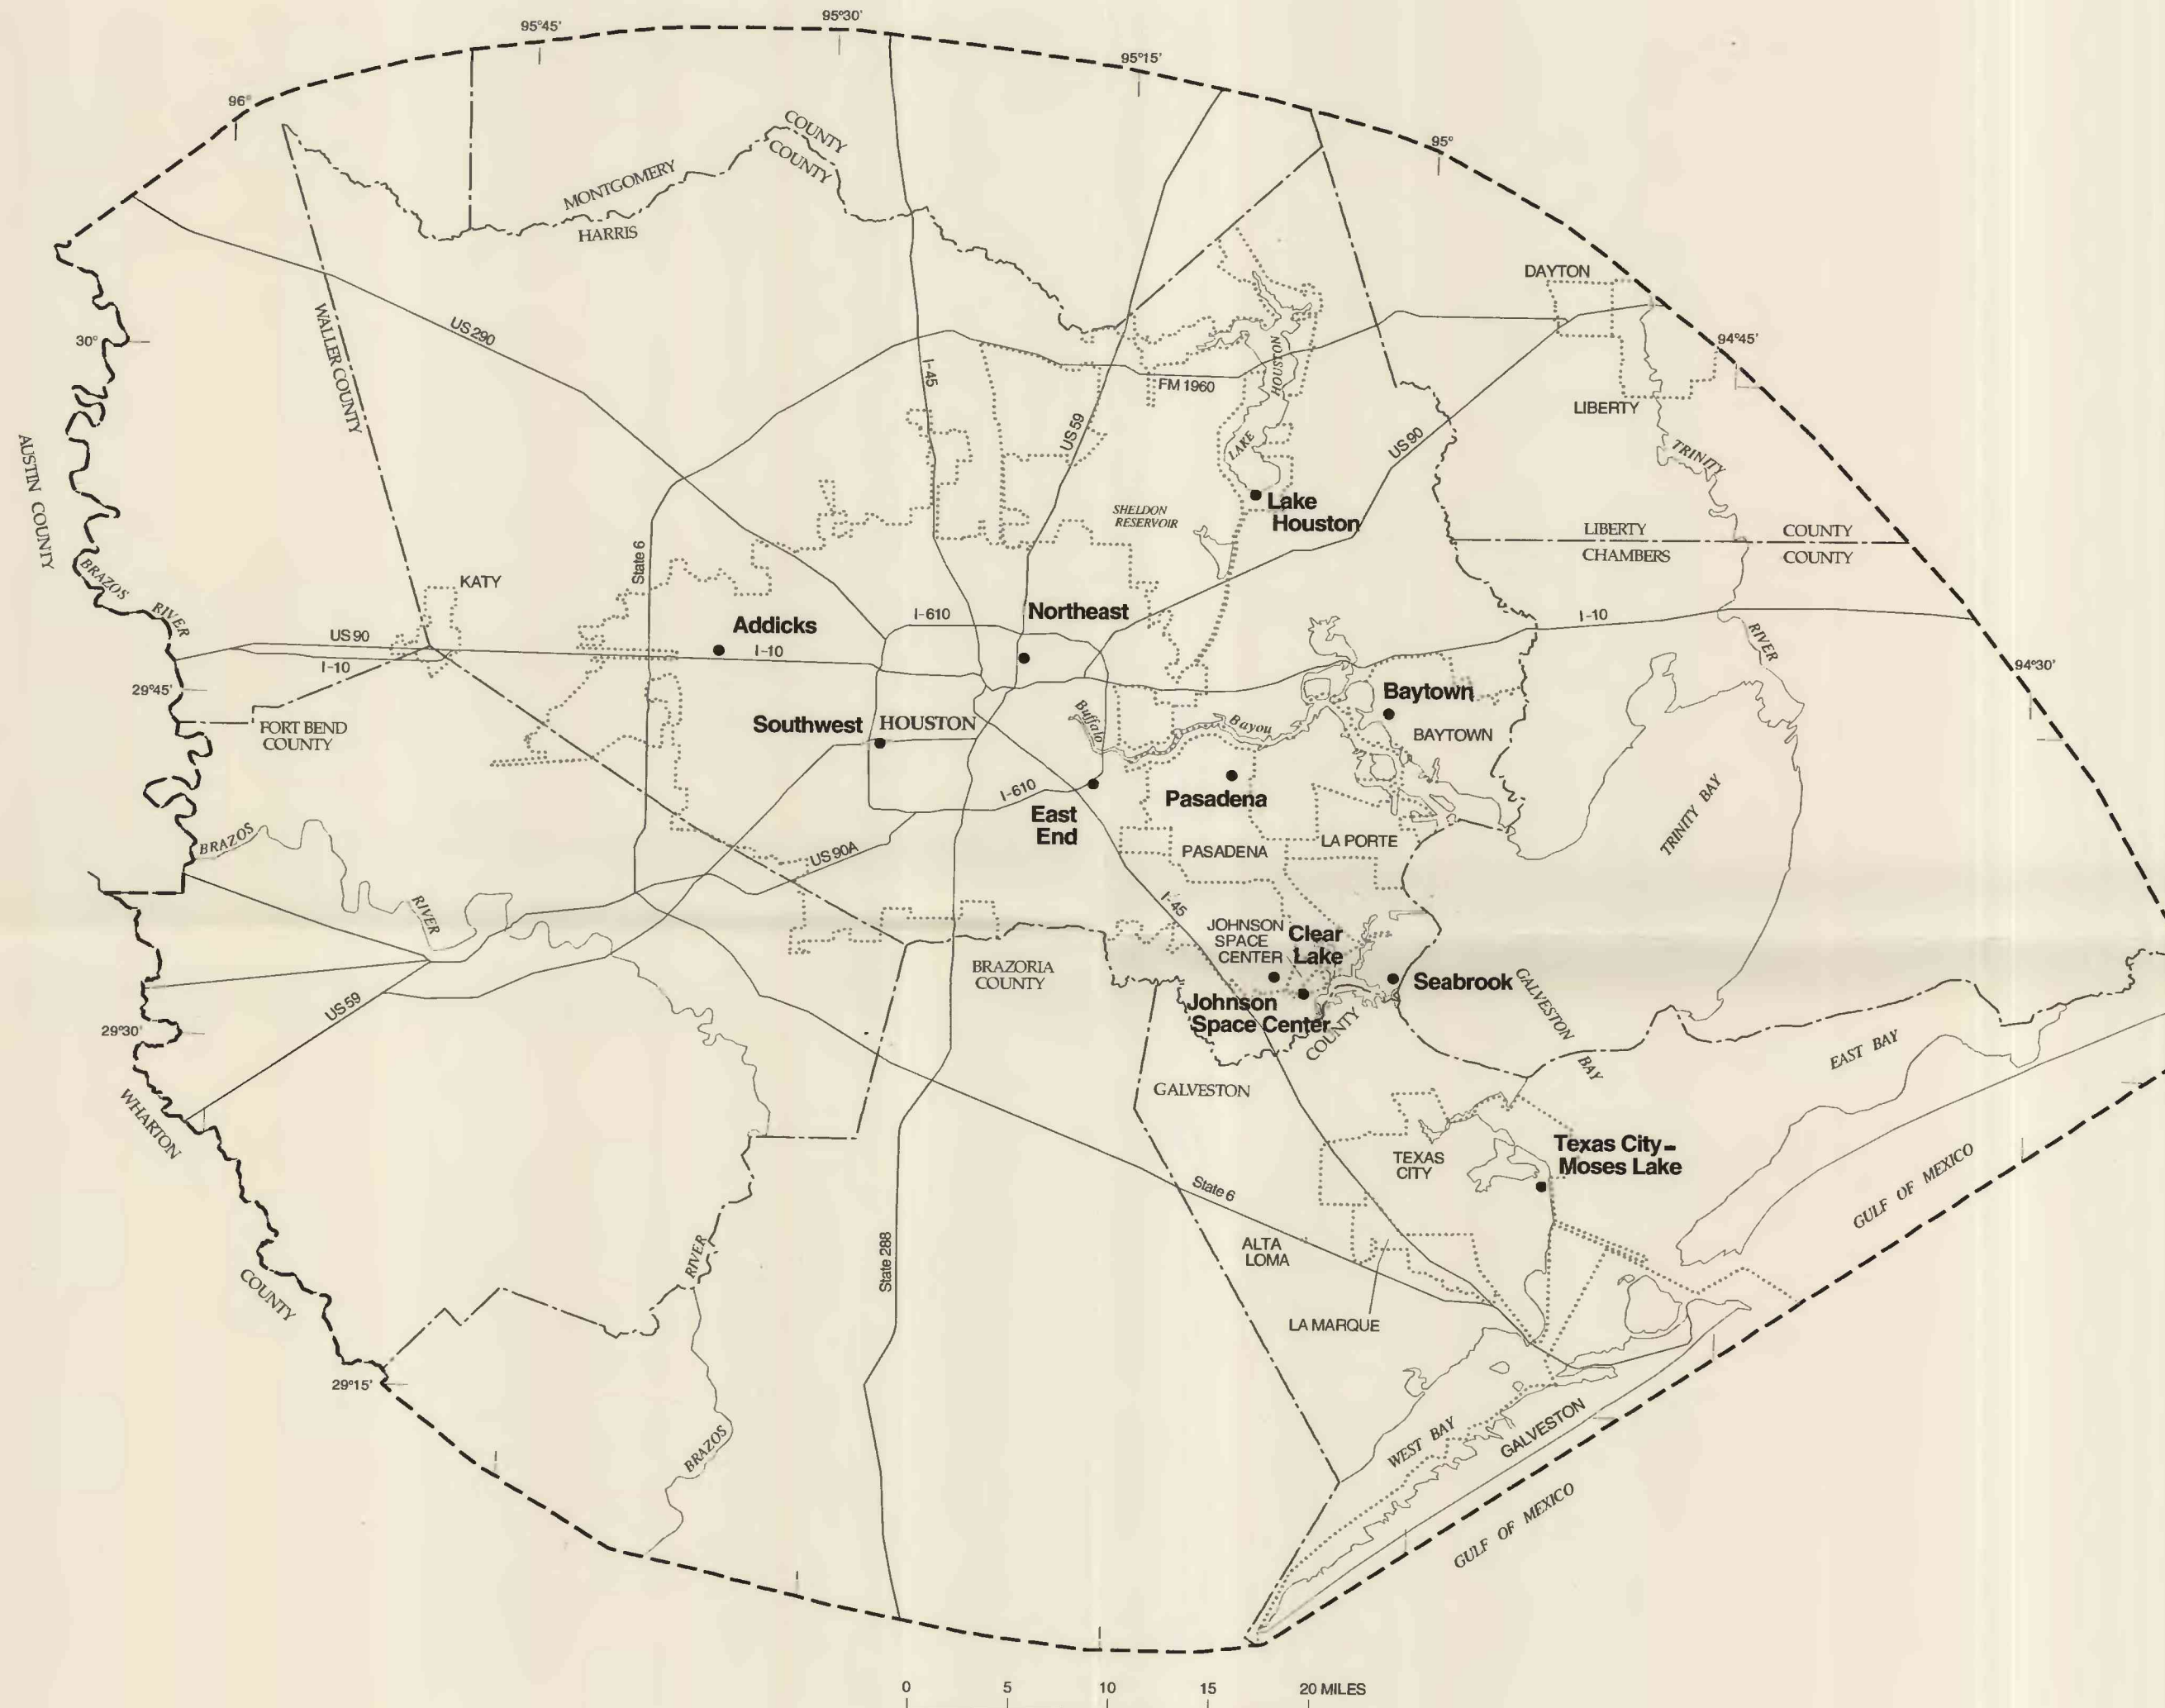 95°30'
95°45'
95°15'
96°
95°
COUNTY
COUNTY
MONTGOMERY
HARRIS
DAYTON
US 290
WALLER COUNTY
30°
94°45'
I-45
HOUSTON
LAKE
FM 1960
US 59
LIBERTY
US 90
AUSTIN COUNTY
TRINITY
Lake
Houston
SHELDON
RESERVOIR
LIBERTY COUNTY
CHAMBERS COUNTY
State 6
KATY
BRAZOS
RIVER
Addicks
I-610
Northeast
I-10
US 90
I-10
I-10
RIVER
94°30'
29°45'
Baytown
Southwest
HOUSTON
Buffalo
Bayou
BAYTOWN
FORT BEND
COUNTY
I-610
Pasadena
East
End
TRINITY BAY
BRAZOS
US 90A
PASADENA
LA PORTE
RIVER
I-45
JOHNSON
SPACE
CENTER
Clear
Lake
BRAZORIA
COUNTY
Seabrook
GALVESTON BAY
US 59
Johnson
Space Center
COUNTY
29°30'
EAST BAY
GALVESTON
WHARTON
COUNTY
Texas City–
Moses Lake
TEXAS
CITY
GULF OF MEXICO
State 6
RIVER
State 288
ALTA
LOMA
LA MARQUE
29°15'
BRAZOS
WEST BAY
GALVESTON
GULF OF MEXICO
0 5 10 15 20 MILES